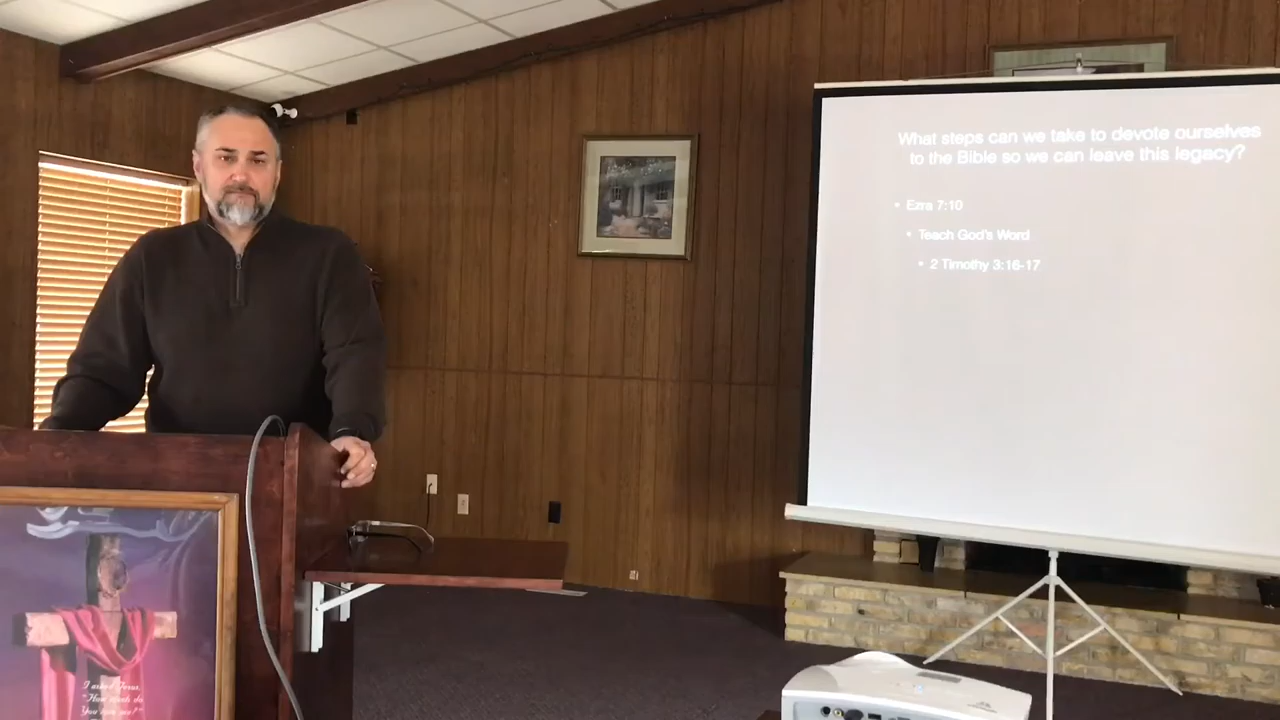 What steps can we take to devote ourselves
to the Bible so we can leave this legacy?
• Ezra 7:10
• Teach God's Word
• 2 Timothy 3:16-17
I asked Jesus,
"How much do
You love me?"